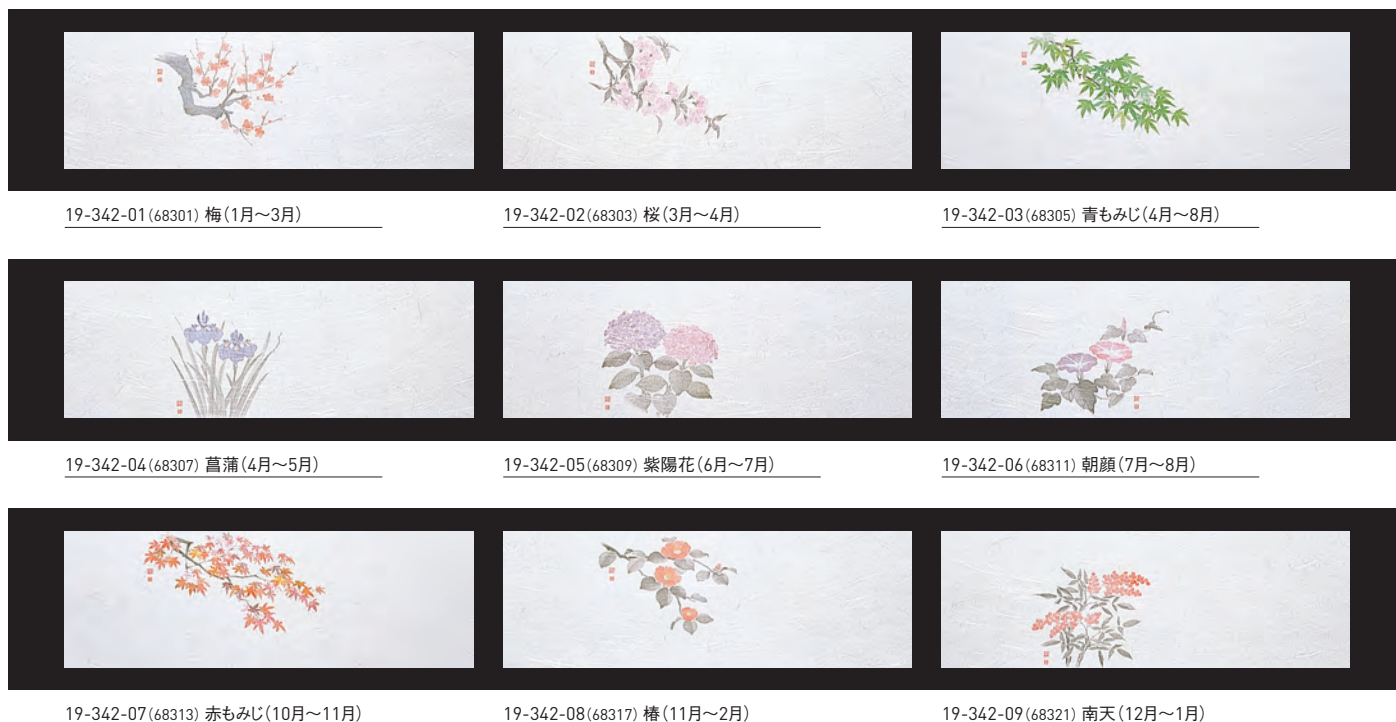 19-342-01(68301) 梅(1月～3月)
19-342-02(68303) 桜(3月～4月)
19-342-03(68305) 青もみじ(4月～8月)
19-342-04(68307) 菖蒲(4月～5月)
19-342-05(68309) 紫陽花(6月～7月)
19-342-06(68311) 朝顔(7月～8月)
19-342-07(68313) 赤もみじ(10月～11月)
19-342-08(68317) 椿(11月～2月)
19-342-09(68321) 南天(12月～1月)